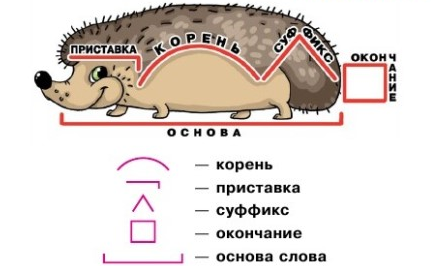 ПРИСТАВКА
КОРЕНЬ
СУФФИКС
ОКОНЧАНИЕ
ОСНОВА
— корень
— приставка
— суффикс
— окончание
— основа слова